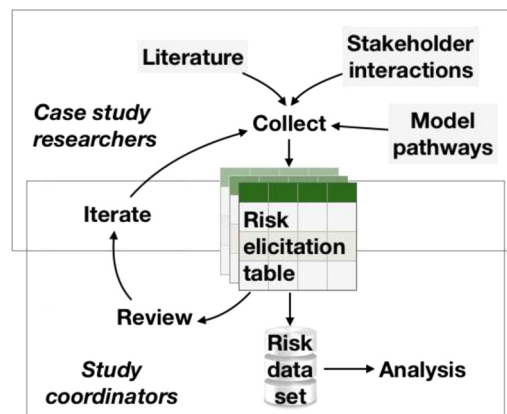 Literature
Stakeholder
interactions
Case study
researchers
Collect
Model
pathways
Iterate
Risk
elicitation
table
Review
Risk
data
set
Analysis
Study
coordinators